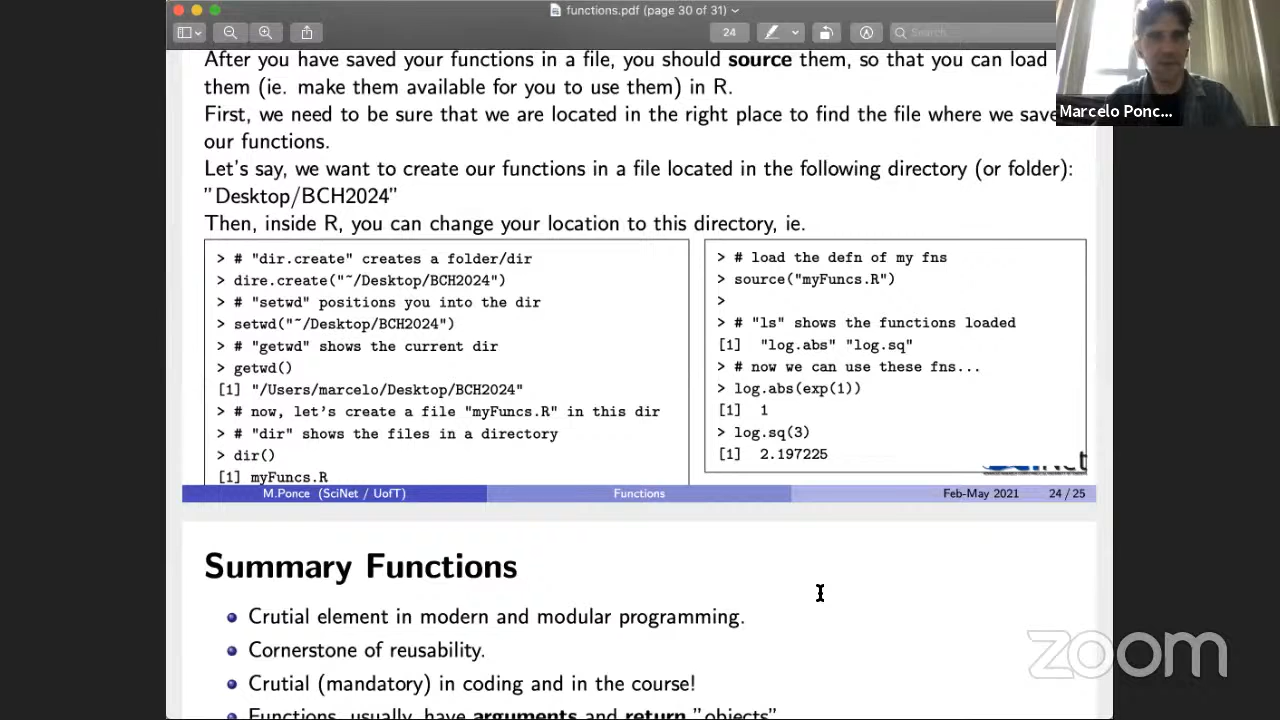 functions.pdf (page 30 of 31)
24
Search
After you have saved your functions in a file, you should source them, so that you can load
them (ie. make them available for you to use them) in R.
First, we need to be sure that we are located in the right place to find the file where we save
our functions.
Let's say, we want to create our functions in a file located in the following directory (or folder):
"Desktop/BCH2024"
Then, inside R, you can change your location to this directory, ie.
> # "dir.create" creates a folder/dir
> dire.create("~/Desktop/BCH2024")
> # "setwd" positions you into the dir
> setwd("~/Desktop/BCH2024")
> # "getwd" shows the current dir
> getwd()
[1] "/Users/marcelo/Desktop/BCH2024"
> # now, let's create a file "myFuncs.R" in this dir
> # "dir" shows the files in a directory
> dir()
[1] myFuncs.R
> # load the defn of my fns
> source("myFuncs.R")
>
> # "ls" shows the functions loaded
[1] "log.abs" "log.sq"
> # now we can use these fns...
> log.abs(exp(1))
[1] 1
> log.sq(3)
[1] 2.197225
M.Ponce (SciNet / UofT)
Functions
Feb-May 2021
24 / 25
Summary Functions
Crutial element in modern and modular programming.
Cornerstone of reusability.
Crutial (mandatory) in coding and in the course!
Functions, usually, have arguments and return "objects"
Marcelo Ponc...
zoom